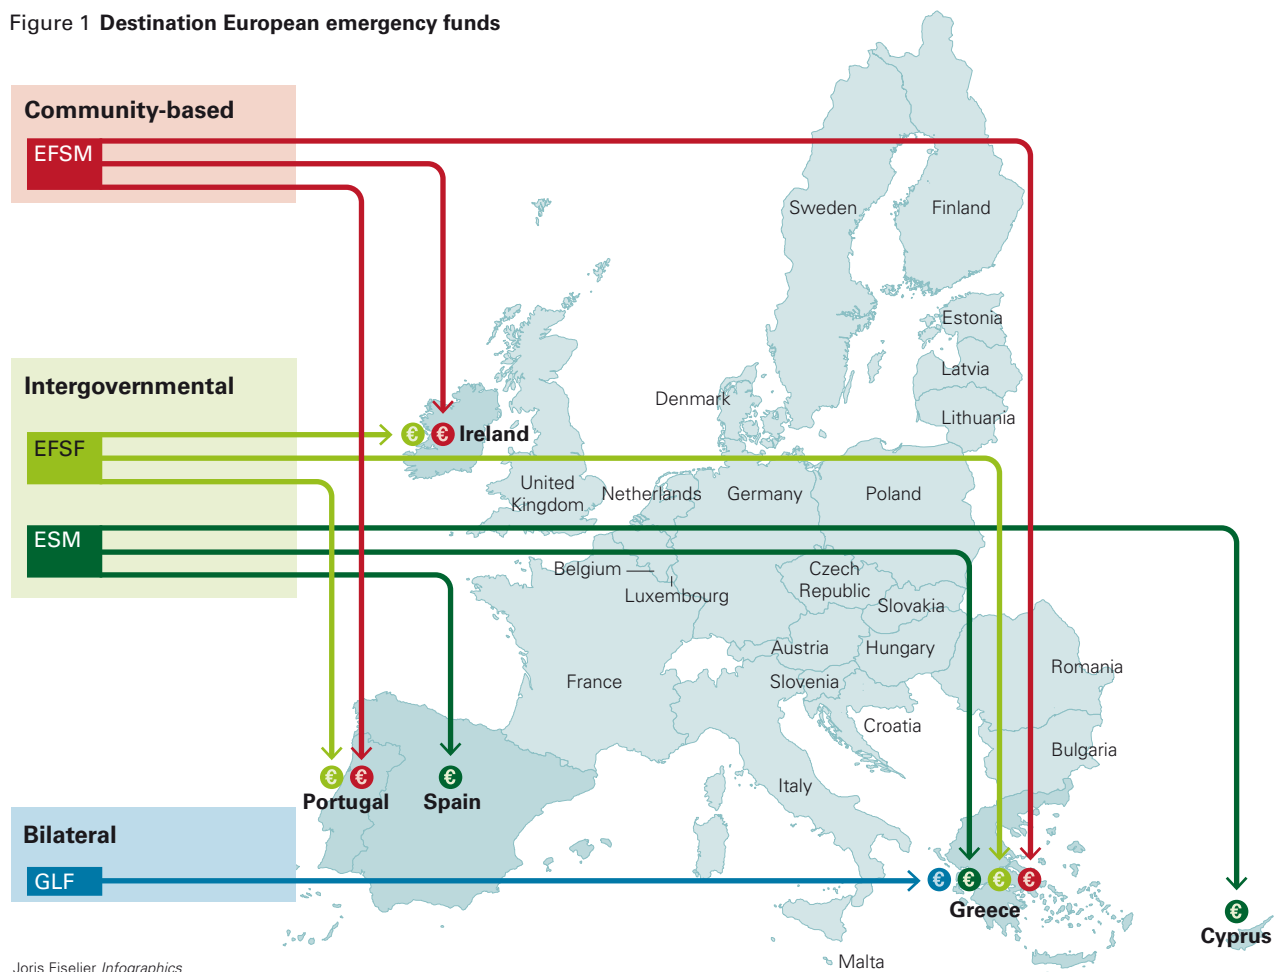 Figure 1 Destination European emergency funds
Community-based
EFSM
Sweden
Finland
Estonia
Latvia
Lithuania
Denmark
Intergovernmental
EFSF
€ € Ireland
United
Kingdom
Netherlands
Germany
Poland
ESM
Belgium
Luxembourg
Czech
Republic
Slovakia
Austria
Hungary
France
Slovenia
Romania
Croatia
Bulgaria
€ € €
Portugal
Spain
Italy
Bilateral
GLF
€ € € €
Greece
€
Cyprus
Malta
Joris Fiselier Infographics